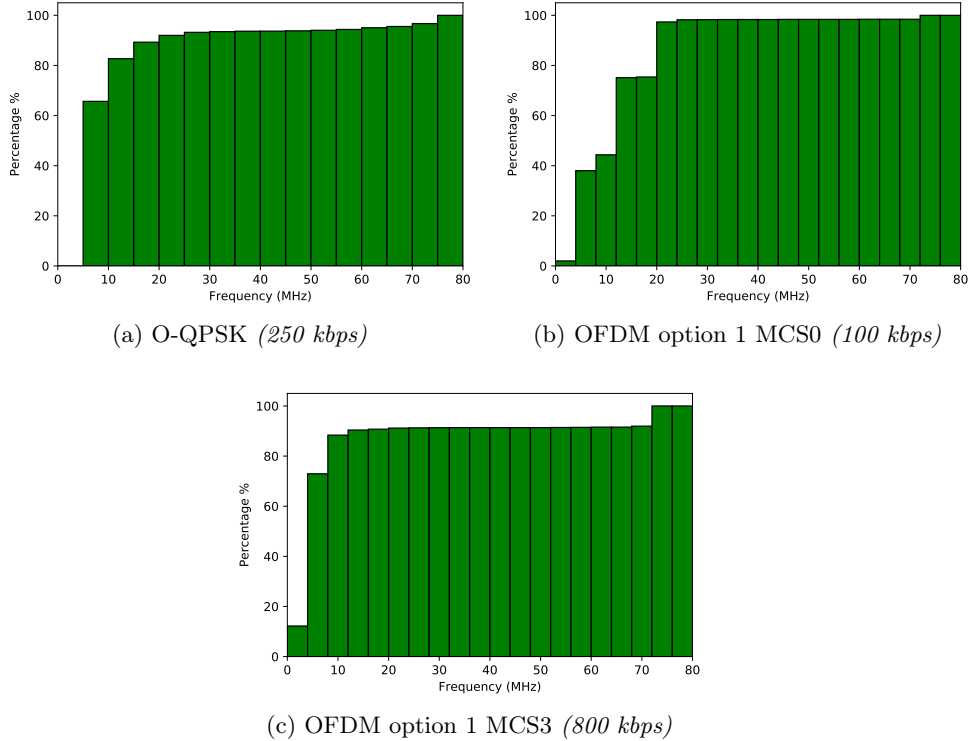 100
80
60
40
20
0
Percentage %
0 10 20 30 40 50 60 70 80
Frequency (MHz)
(a) O-QPSK (250 kbps)
100
80
60
40
20
0
Percentage %
0 10 20 30 40 50 60 70 80
Frequency (MHz)
(b) OFDM option 1 MCS0 (100 kbps)
100
80
60
40
20
0
Percentage %
0 10 20 30 40 50 60 70 80
Frequency (MHz)
(c) OFDM option 1 MCS3 (800 kbps)